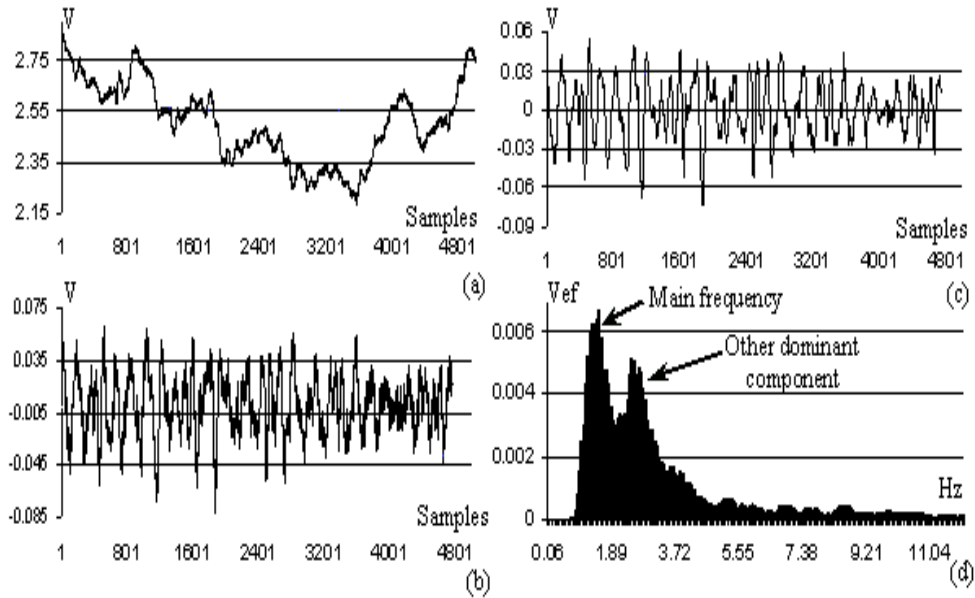 V
2.75
2.55
2.35
2.15
Samples
1 801 1601 2401 3201 4001 4801
(a)
V
0.06
0.03
0
-0.03
-0.06
-0.09
Samples
1 801 1601 2401 3201 4001 4801
(c)
V
0.075
0.035
-0.005
-0.045
-0.085
Samples
1 801 1601 2401 3201 4001 4801
(b)
Vef
Main frequency
Other dominant
component
0.006
0.004
0.002
0
Hz
0.06 1.89 3.72 5.55 7.38 9.21 11.04
(d)